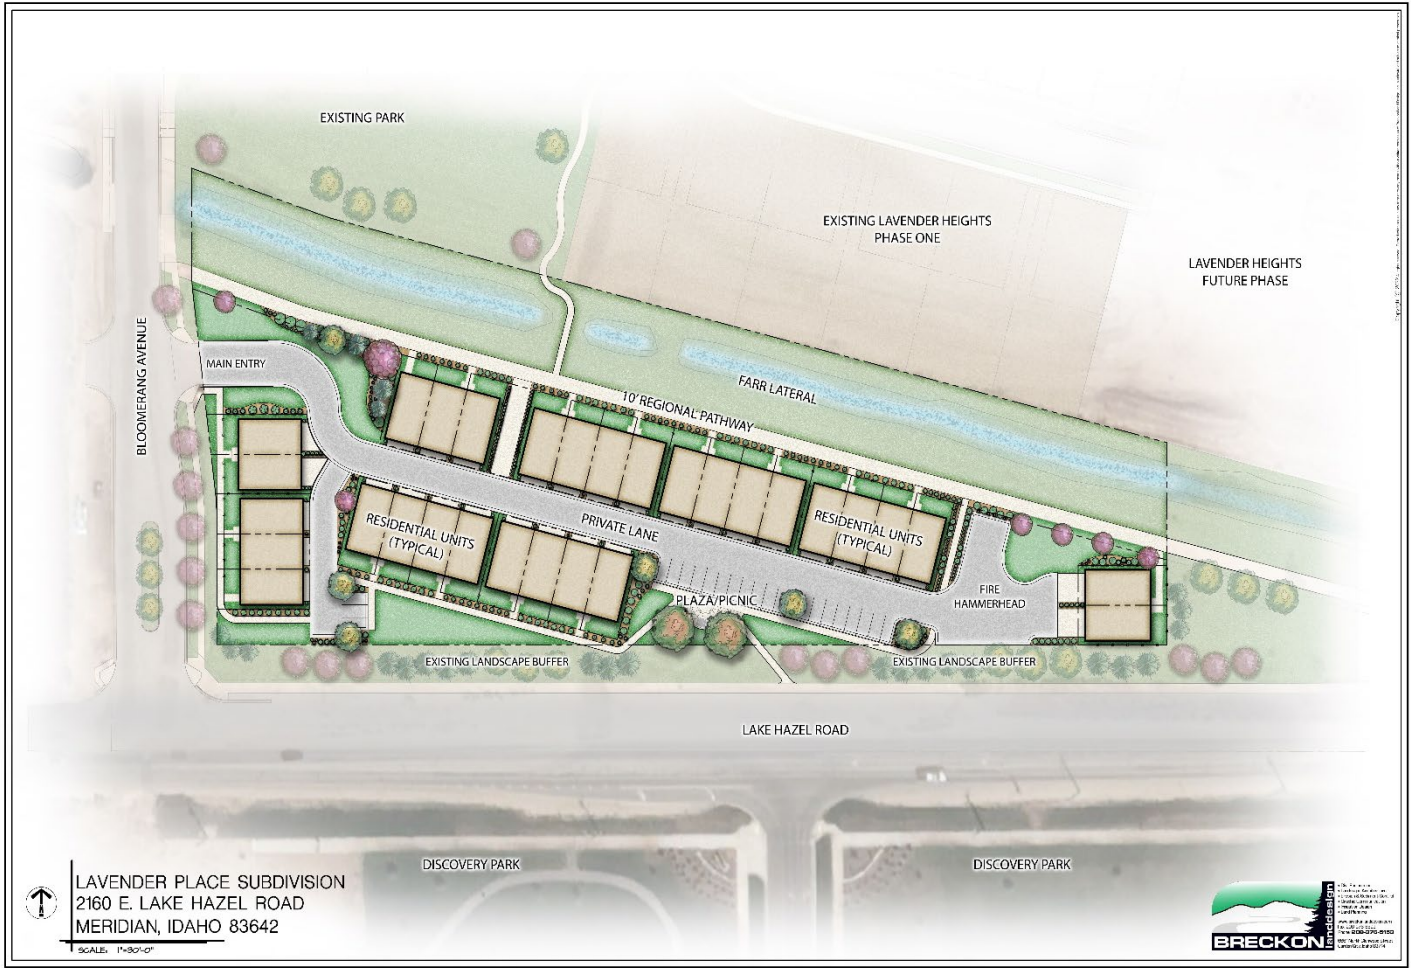 EXISTING PARK
EXISTING LAVENDER HEIGHTS
PHASE ONE
LAVENDER HEIGHTS
FUTURE PHASE
BLOOMERANG AVENUE
MAIN ENTRY
FARR LATERAL
10' REGIONAL PATHWAY
RESIDENTIAL UNITS
(TYPICAL)
PRIVATE LANE
RESIDENTIAL UNITS
(TYPICAL)
PLAZA/PICNIC
FIRE
HAMMERHEAD
EXISTING LANDSCAPE BUFFER
EXISTING LANDSCAPE BUFFER
LAKE HAZEL ROAD
DISCOVERY PARK
DISCOVERY PARK
LAVENDER PLACE SUBDIVISION
2160 E. LAKE HAZEL ROAD
MERIDIAN, IDAHO 83642
SCALE: 1"=30'-0"
BRECKON
landdesign